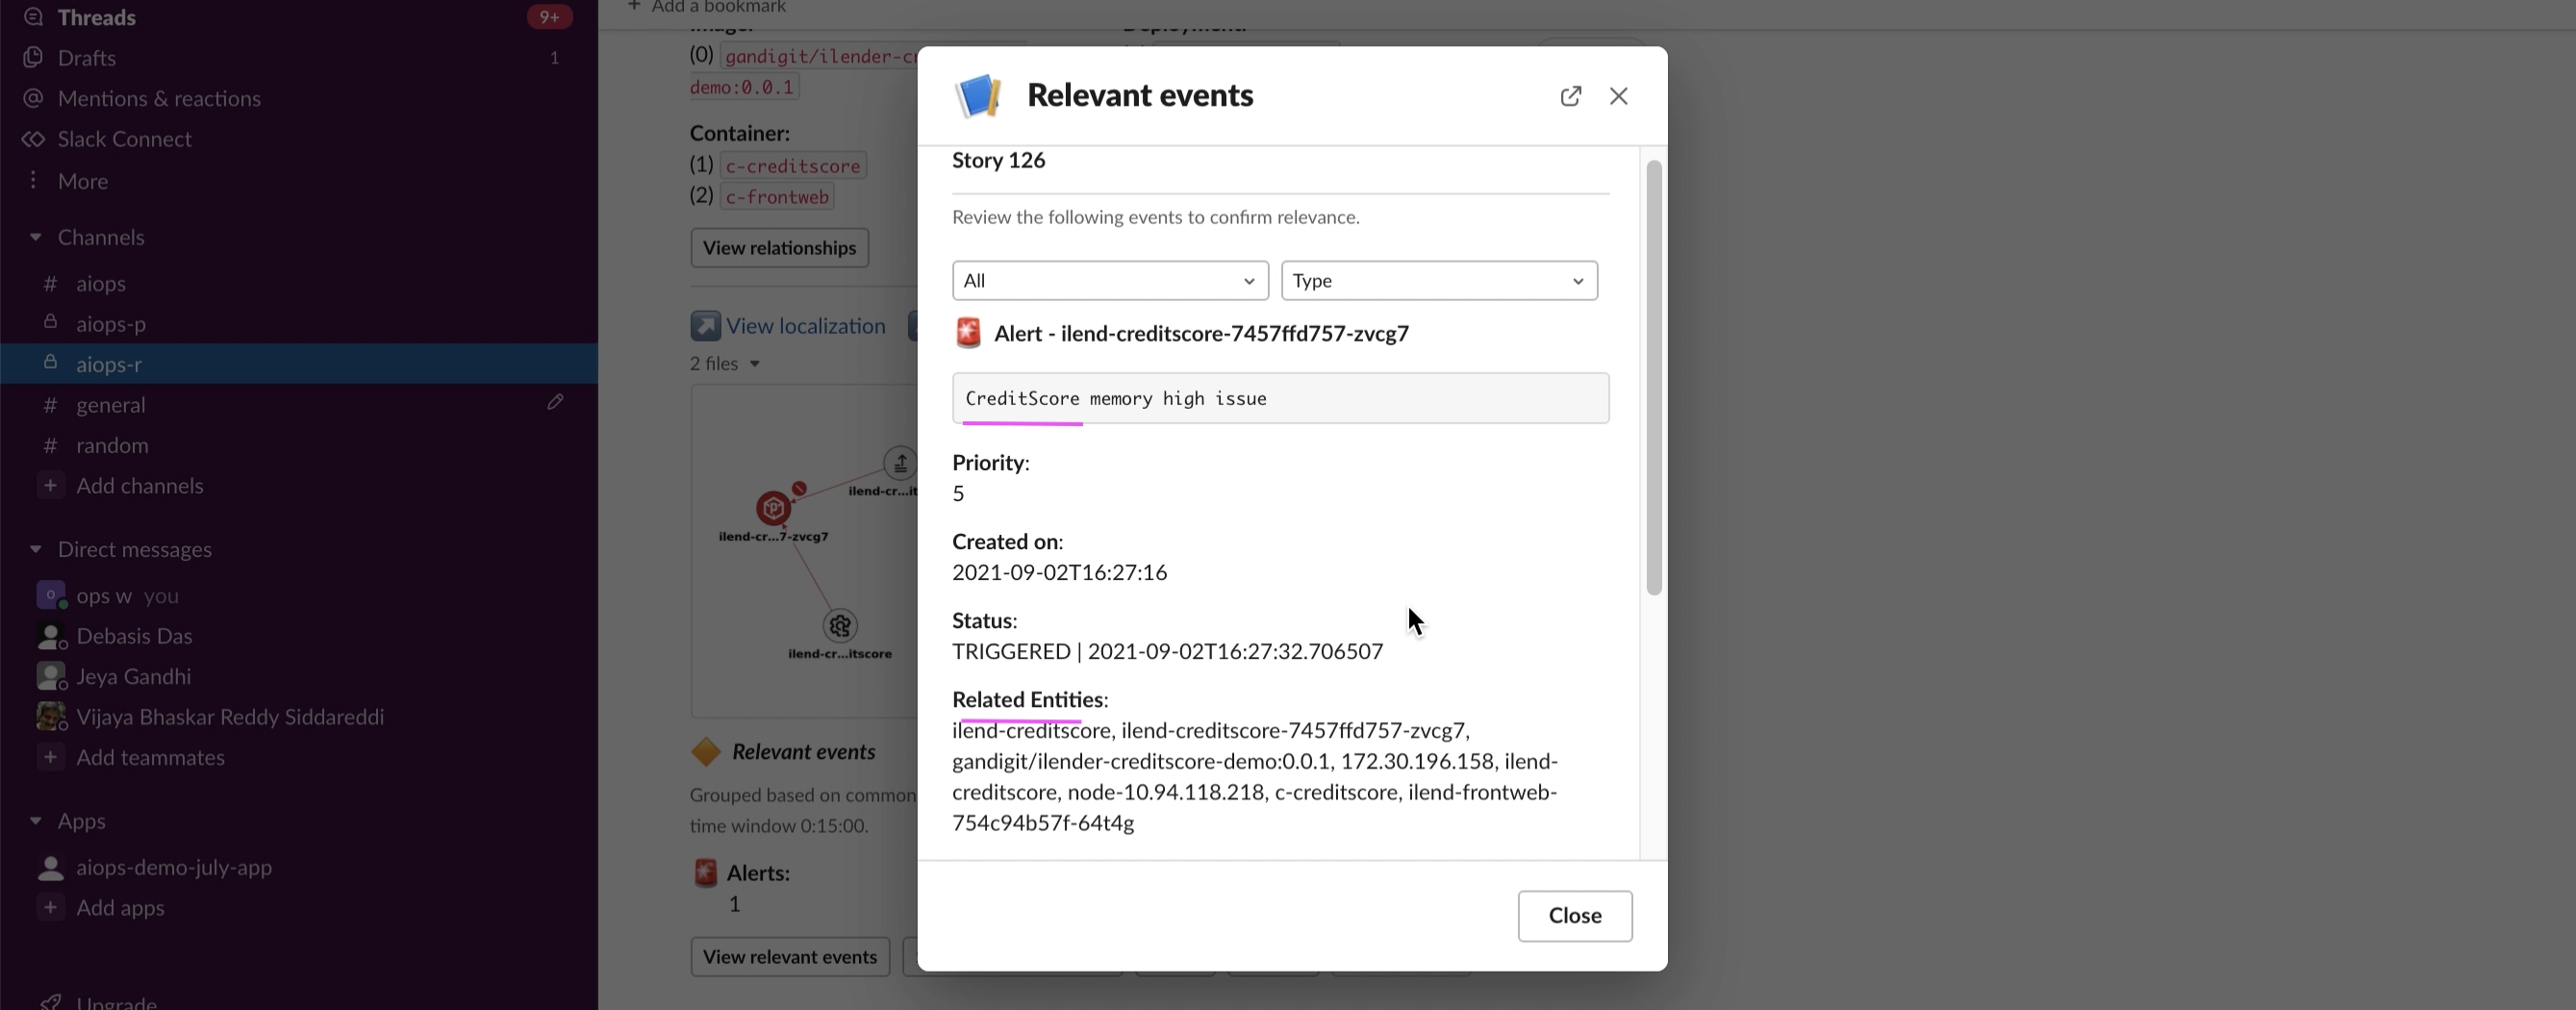 Threads
9+
Drafts
1
Mentions & reactions
Slack Connect
More
Channels
# aiops
aiops-p
aiops-r
# general
# random
+ Add channels
Direct messages
o
ops w you
Debasis Das
Jeya Gandhi
Vijaya Bhaskar Reddy Siddareddi
+ Add teammates
Apps
aiops-demo-july-app
+ Add apps
Upgrade
+ Add a bookmark
(0) gandigit/ilender-cr
demo:0.0.1
Container:
(1) c-creditscore
(2) c-frontweb
View relationships
View localization
2 files
ilend-cr...it
ilend-cr...7-zvcg7
ilend-cr...itscore
Relevant events
Grouped based on common
time window 0:15:00.
Alerts:
1
View relevant events
Relevant events
Story 126
Review the following events to confirm relevance.
All
Type
Alert - ilend-creditscore-7457ffd757-zvcg7
CreditScore memory high issue
Priority:
5
Created on:
2021-09-02T16:27:16
Status:
TRIGGERED | 2021-09-02T16:27:32.706507
Related Entities:
ilend-creditscore, ilend-creditscore-7457ffd757-zvcg7,
gandigit/ilender-creditscore-demo:0.0.1, 172.30.196.158, ilend-
creditscore, node-10.94.118.218, c-creditscore, ilend-frontweb-
754c94b57f-64t4g
Close